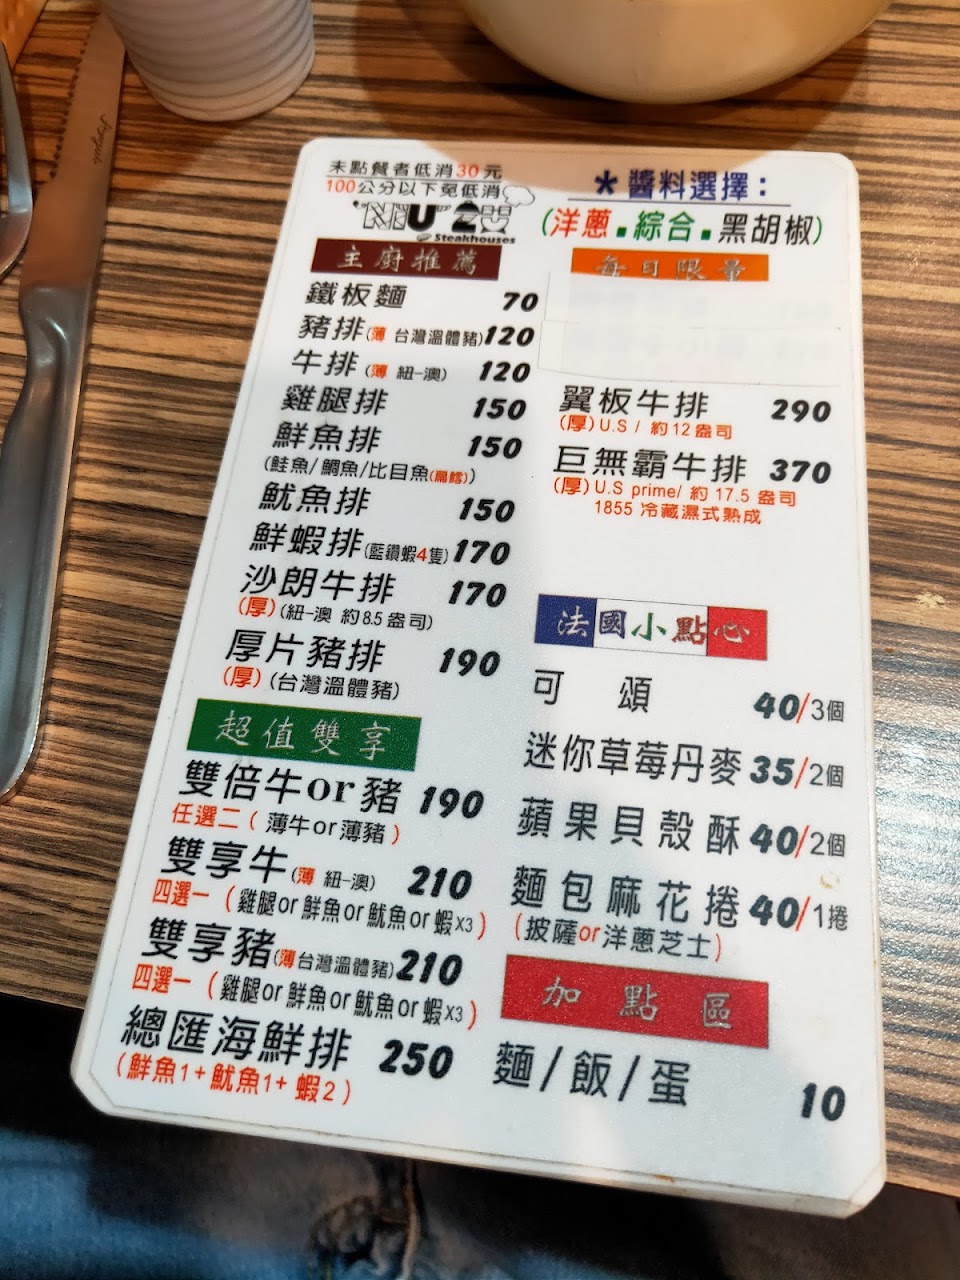 未點餐者低消30元
100公分以下免低消
NIU 2
Steakhouses
主廚推薦
鐵板麵 70
豬排(薄 台灣溫體豬)120
牛排(薄 紐-澳) 120
雞腿排 150
鮮魚排 150
(鮭魚/鯛魚/比目魚(扁鱈))
魷魚排 150
鮮蝦排(藍鑽蝦4隻)170
沙朗牛排 170
(厚)(紐-澳 約8.5盎司)
厚片豬排 190
(厚)(台灣溫體豬)
超值雙享
雙倍牛or豬 190
任選二(薄牛or薄豬)
雙享牛(薄 紐-澳) 210
四選一(雞腿or鮮魚or魷魚or蝦X3)
雙享豬(薄台灣溫體豬)210
四選一(雞腿or鮮魚or魷魚or蝦X3)
總匯海鮮排 250
(鮮魚1+魷魚1+蝦2)
*醬料選擇:
(洋蔥.綜合.黑胡椒)
每日限量
翼板牛排 290
(厚)U.S / 約12盎司
巨無霸牛排 370
(厚)U.S prime/ 約 17.5 盎司
1855 冷藏濕式熟成
法國小點心
可頌 40/3個
迷你草莓丹麥 35/2個
蘋果貝殼酥 40/2個
麵包麻花捲 40/1捲
(披薩or洋蔥芝士)
加點區
麵/飯/蛋 10